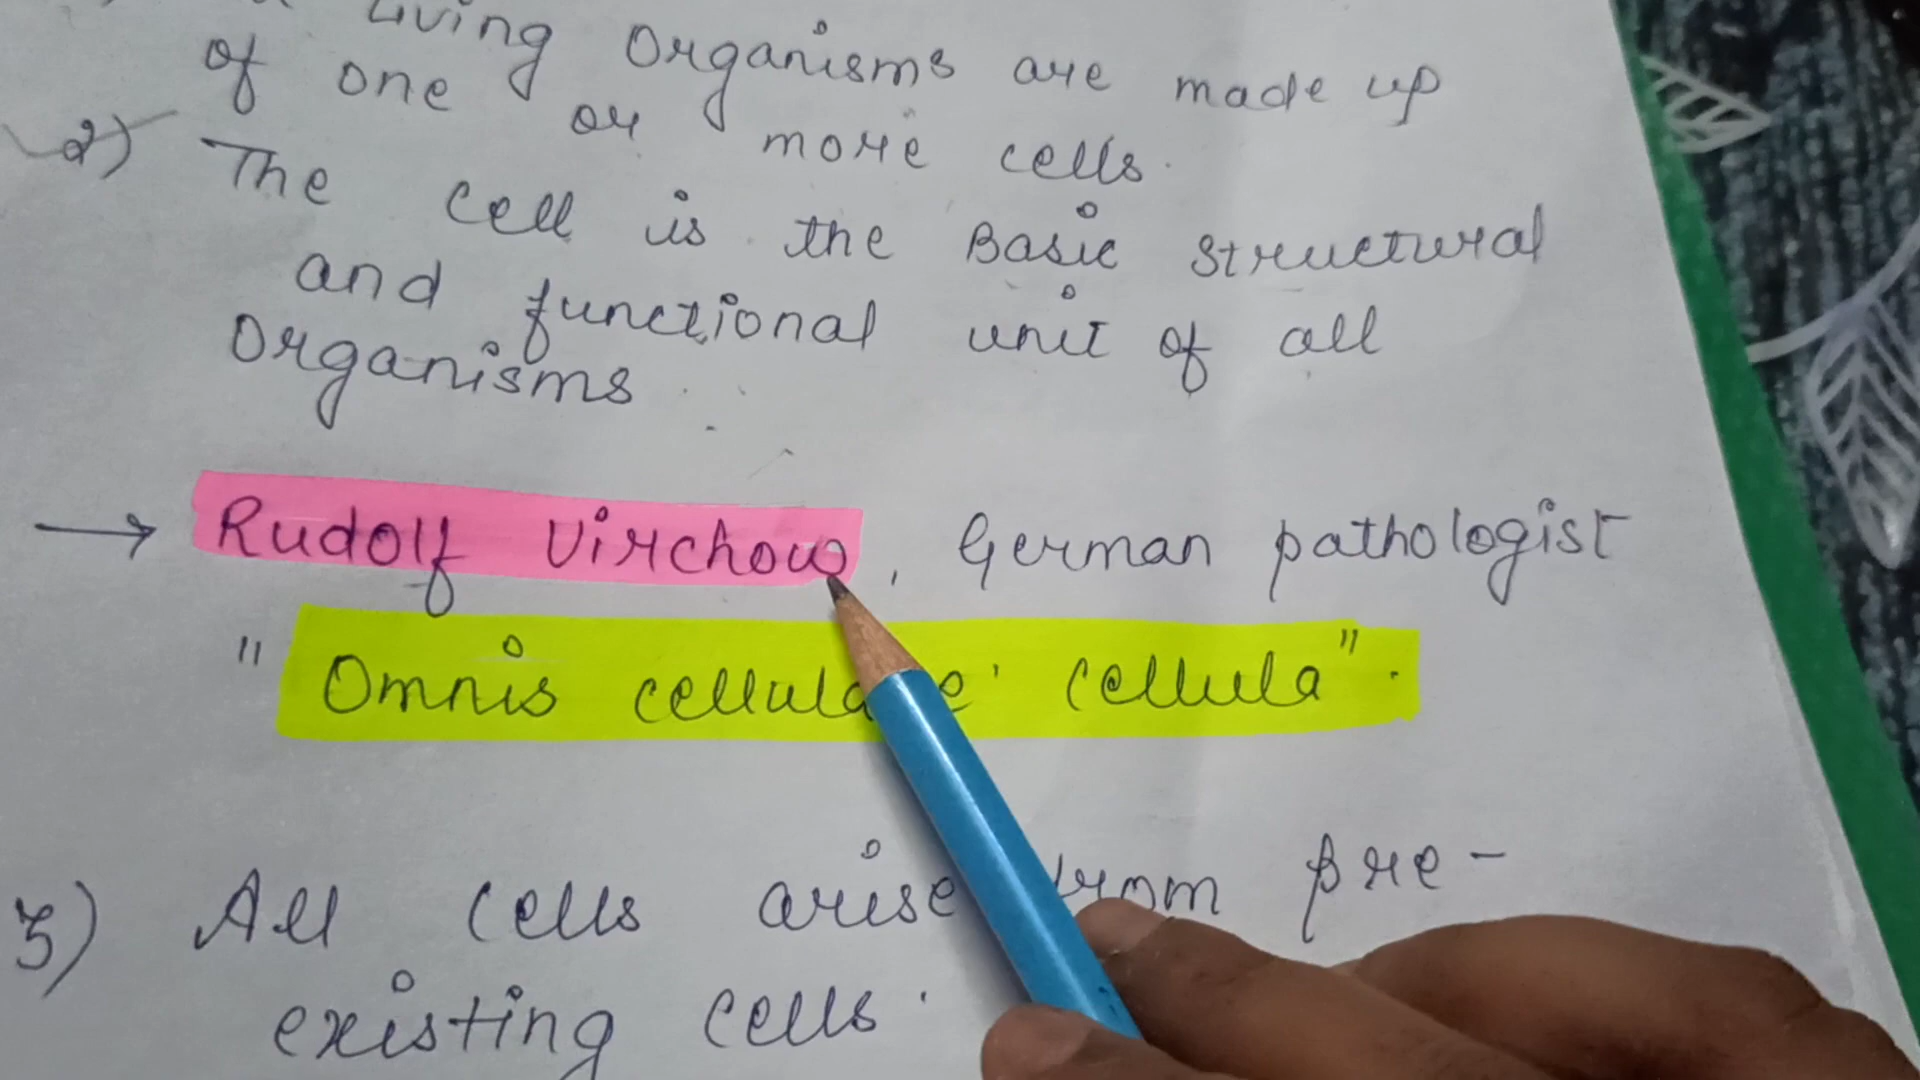 Living Organisms are made up
of one or more cells.
2) The cell is the Basic structural
and functional unit of all
Organisms.
→ Rudolf Virchow, German pathologist
"Omnis cellula e' cellula".
3) All cells arise from pre-
existing cells.